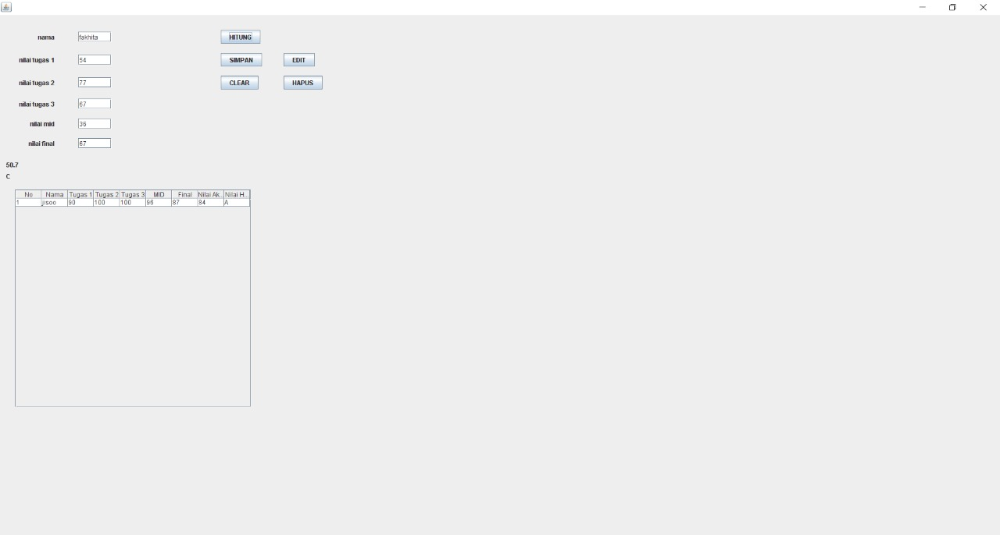 nama fakhita HITUNG
nilai tugas 1 54 SIMPAN EDIT
nilai tugas 2 77 CLEAR HAPUS
nilai tugas 3 67
nilai mid 36
nilai final 67
50.7
C
No Nama Tugas 1 Tugas 2 Tugas 3 MID Final Nilai Ak... Nilai H...
1 jisoo 90 100 100 96 87 84 A